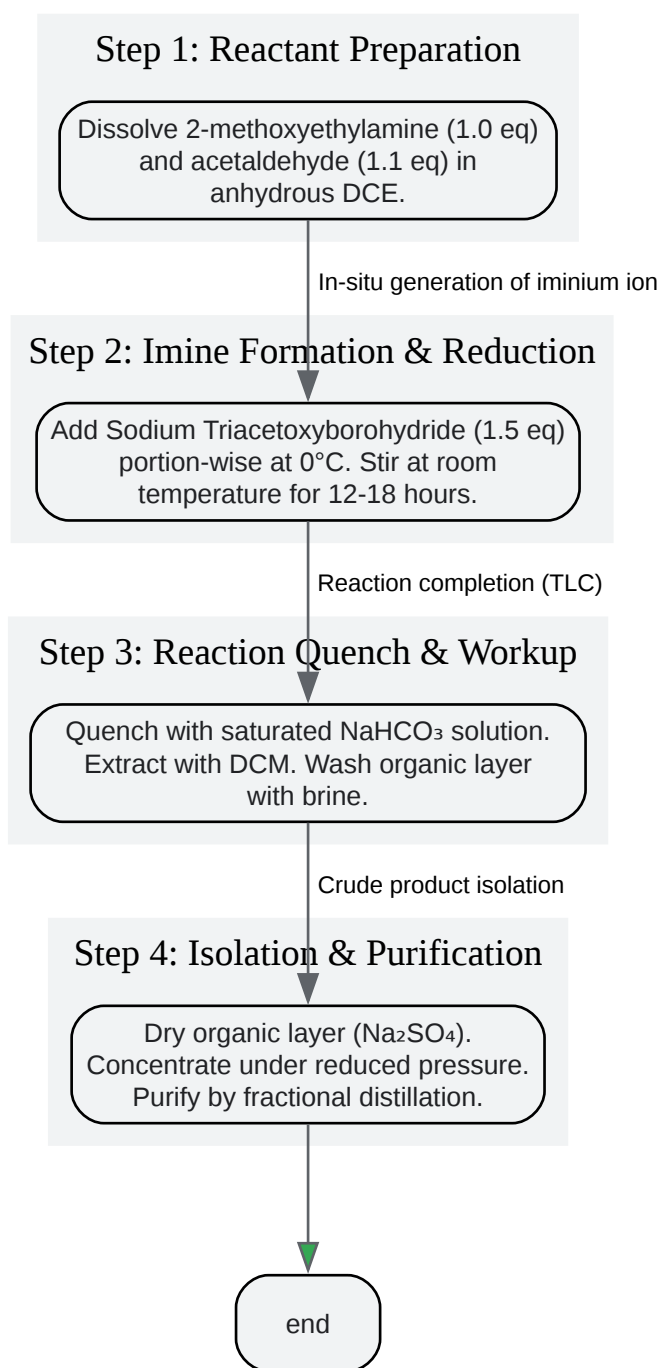 Step 1: Reactant Preparation
Dissolve 2-methoxyethylamine (1.0 eq)
and acetaldehyde (1.1 eq) in
anhydrous DCE.
In-situ generation of iminium ion
Step 2: Imine Formation & Reduction
Add Sodium Triacetoxyborohydride (1.5 eq)
portion-wise at 0°C. Stir at room
temperature for 12-18 hours.
Reaction completion (TLC)
Step 3: Reaction Quench & Workup
Quench with saturated NaHCO₃ solution.
Extract with DCM. Wash organic layer
with brine.
Crude product isolation
Step 4: Isolation & Purification
Dry organic layer (Na₂SO₄).
Concentrate under reduced pressure.
Purify by fractional distillation.
end